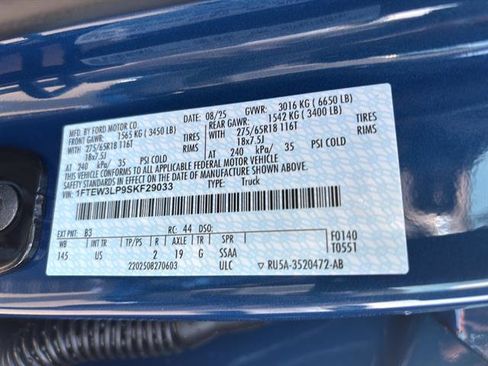 MFD. BY FORD MOTOR CO.
08/25 GVWR: 3016 KG ( 6650 LB)
FRONT GAWR: 1565 KG ( 3450 LB) REAR GAWR: 1542 KG ( 3400 LB)
275/65R18 116T TIRES 275/65R18 116T TIRES
18x7.5J RIMS 18x7.5J RIMS
AT 240 kPa/ 35 PSI COLD AT 240 kPa/ 35 PSI COLD
THIS VEHICLE CONFORMS TO ALL APPLICABLE FEDERAL MOTOR VEHICLE
SAFETY STANDARDS IN EFFECT ON THE DATE OF MANUFACTURE SHOWN ABOVE.
VIN: 1FTEW3LP9SKF29033 TYPE: Truck
EXT PNT: B3 RC: 44 DSO: F0140
WB INT TR TP/PS R AXLE TR SPR T0551
145 US 2 19 G SSAA
2202508270603 ULC RU5A-3520472-AB